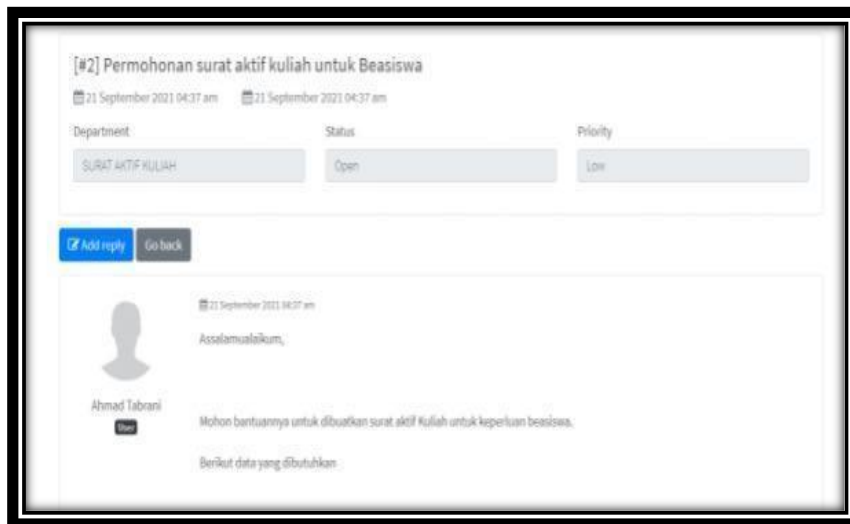 [#2] Permohonan surat aktif kuliah untuk Beasiswa
21 September 2021 04:37 am 21 September 2021 04:37 am
Department Status Priority
SURAT AKTIF KULIAH Open Low
Add reply Go back
21 September 2021 04:37 am
Assalamualaikum,
Ahmad Tabrani
User
Mohon bantuannya untuk dibuatkan surat aktif Kuliah untuk keperluan beasiswa.
Berikut data yang dibutuhkan